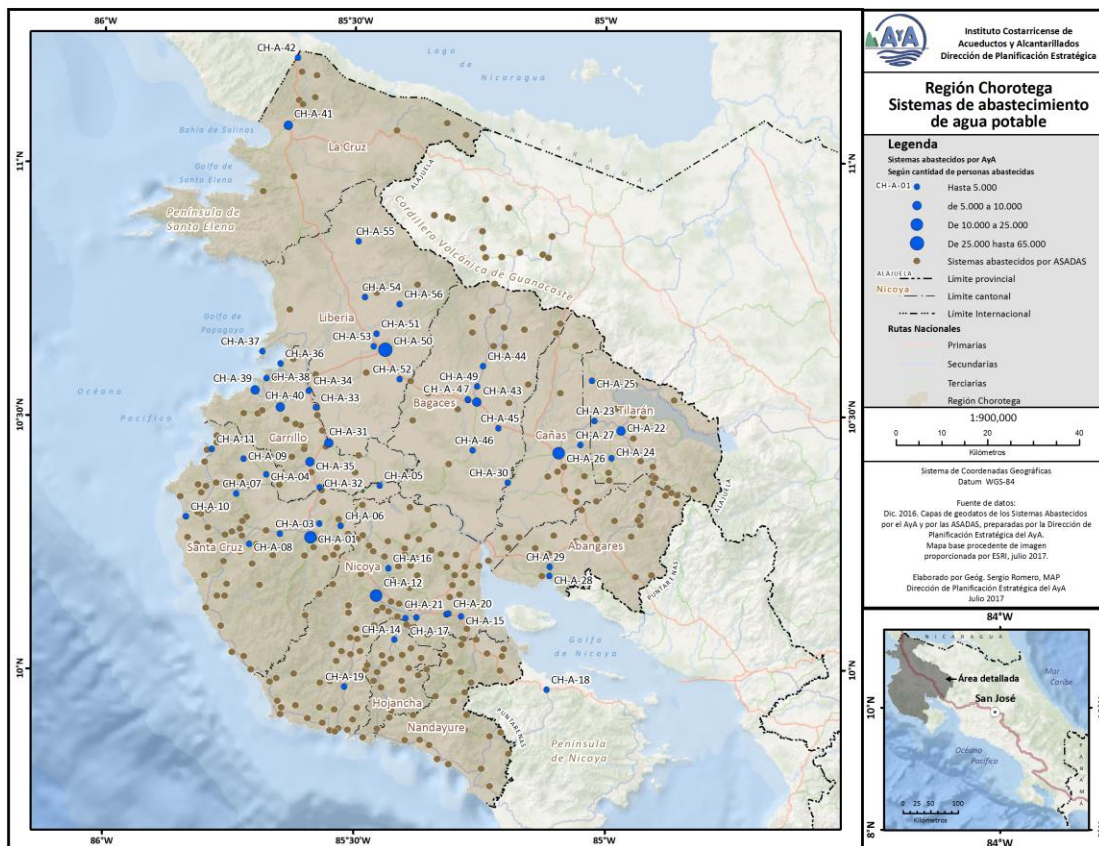 86°W
85°30'W
85°W
CH-A-42
Lago
de
Nicaragua
CH-A-41
Bahía de Salinas
La Cruz
NICARAGUA
11°N
11°N
Golfo de
Santa Elena
ALAJUELA
Península de
Santa Elena
Cordillera Volcánica de Guanacaste
CH-A-55
CH-A-54
CH-A-56
Liberia
Golfo de
Papagayo
CH-A-51
CH-A-53
CH-A-50
CH-A-37
CH-A-36
CH-A-44
CH-A-38
CH-A-34
CH-A-52
CH-A-49
CH-A-25
CH-A-39
CH-A-47
CH-A-43
Océano
CH-A-40
CH-A-33
Bagaces
Tilarán
10°30'N
10°30'N
Pacífico
CH-A-45
CH-A-23
CH-A-22
CH-A-11
Carrillo
CH-A-31
CH-A-46
Cañas
CH-A-27
CH-A-09
CH-A-35
CH-A-26
CH-A-24
CH-A-07
CH-A-04
CH-A-32
CH-A-05
CH-A-30
ALAJUELA
CH-A-10
CH-A-03
CH-A-06
Santa Cruz
CH-A-08
CH-A-01
Abangares
Nicoya
CH-A-16
CH-A-29
CH-A-28
PUNTARENAS
CH-A-12
CH-A-21
CH-A-20
CH-A-14
CH-A-17
CH-A-15
Golfo
de Nicoya
10°N
10°N
CH-A-19
CH-A-18
Hojancha
Nandayure
PUNTARENAS
Península
de Nicoya
86°W
85°30'W
85°W
AyA
Instituto Costarricense de
Acueductos y Alcantarillados
Dirección de Planificación Estratégica
Región Chorotega
Sistemas de abastecimiento
de agua potable
Legenda
Sistemas abastecidos por AyA
Según cantidad de personas abastecidas
CH-A-01 Hasta 5.000
de 5.000 a 10.000
De 10.000 a 25.000
De 25.000 hasta 65.000
Sistemas abastecidos por ASADAS
ALAJUELA Límite provincial
Nicoya Límite cantonal
Límite Internacional
Rutas Nacionales
Primarias
Secundarias
Terciarias
Región Chorotega
1:900,000
0 10 20 40
Kilómetros
Sistema de Coordenadas Geográficas
Datum WGS-84
Fuente de datos:
Dic. 2016. Capas de geodatos de los Sistemas Abastecidos
por el AyA y por las ASADAS, preparadas por la Dirección de
Planificación Estratégica del AyA.
Mapa base procedente de imagen
proporcionada por ESRI, julio 2017.
Elaborado por Geóg. Sergio Romero, MAP
Dirección de Planificación Estratégica del AyA
Julio 2017
84°W
NICARAGUA
Mar
Caribe
Área detallada
San José
10°N
Océano
Pacífico
PANAMÁ
0 25 50 100
Kilómetros
8°N
84°W